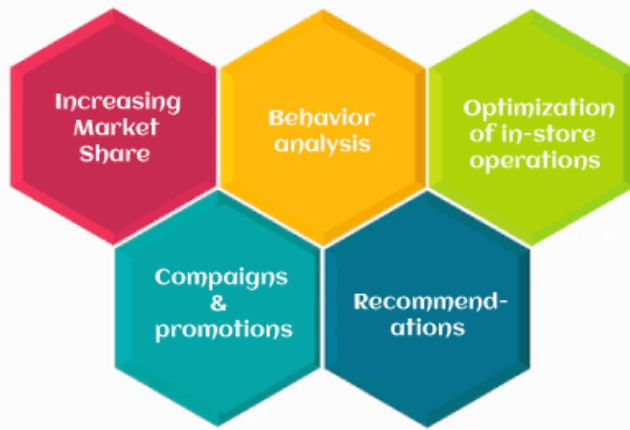 Increasing
Market
Share
Behavior
analysis
Optimization
of in-store
operations
Compaigns
&
promotions
Recommend-
ations